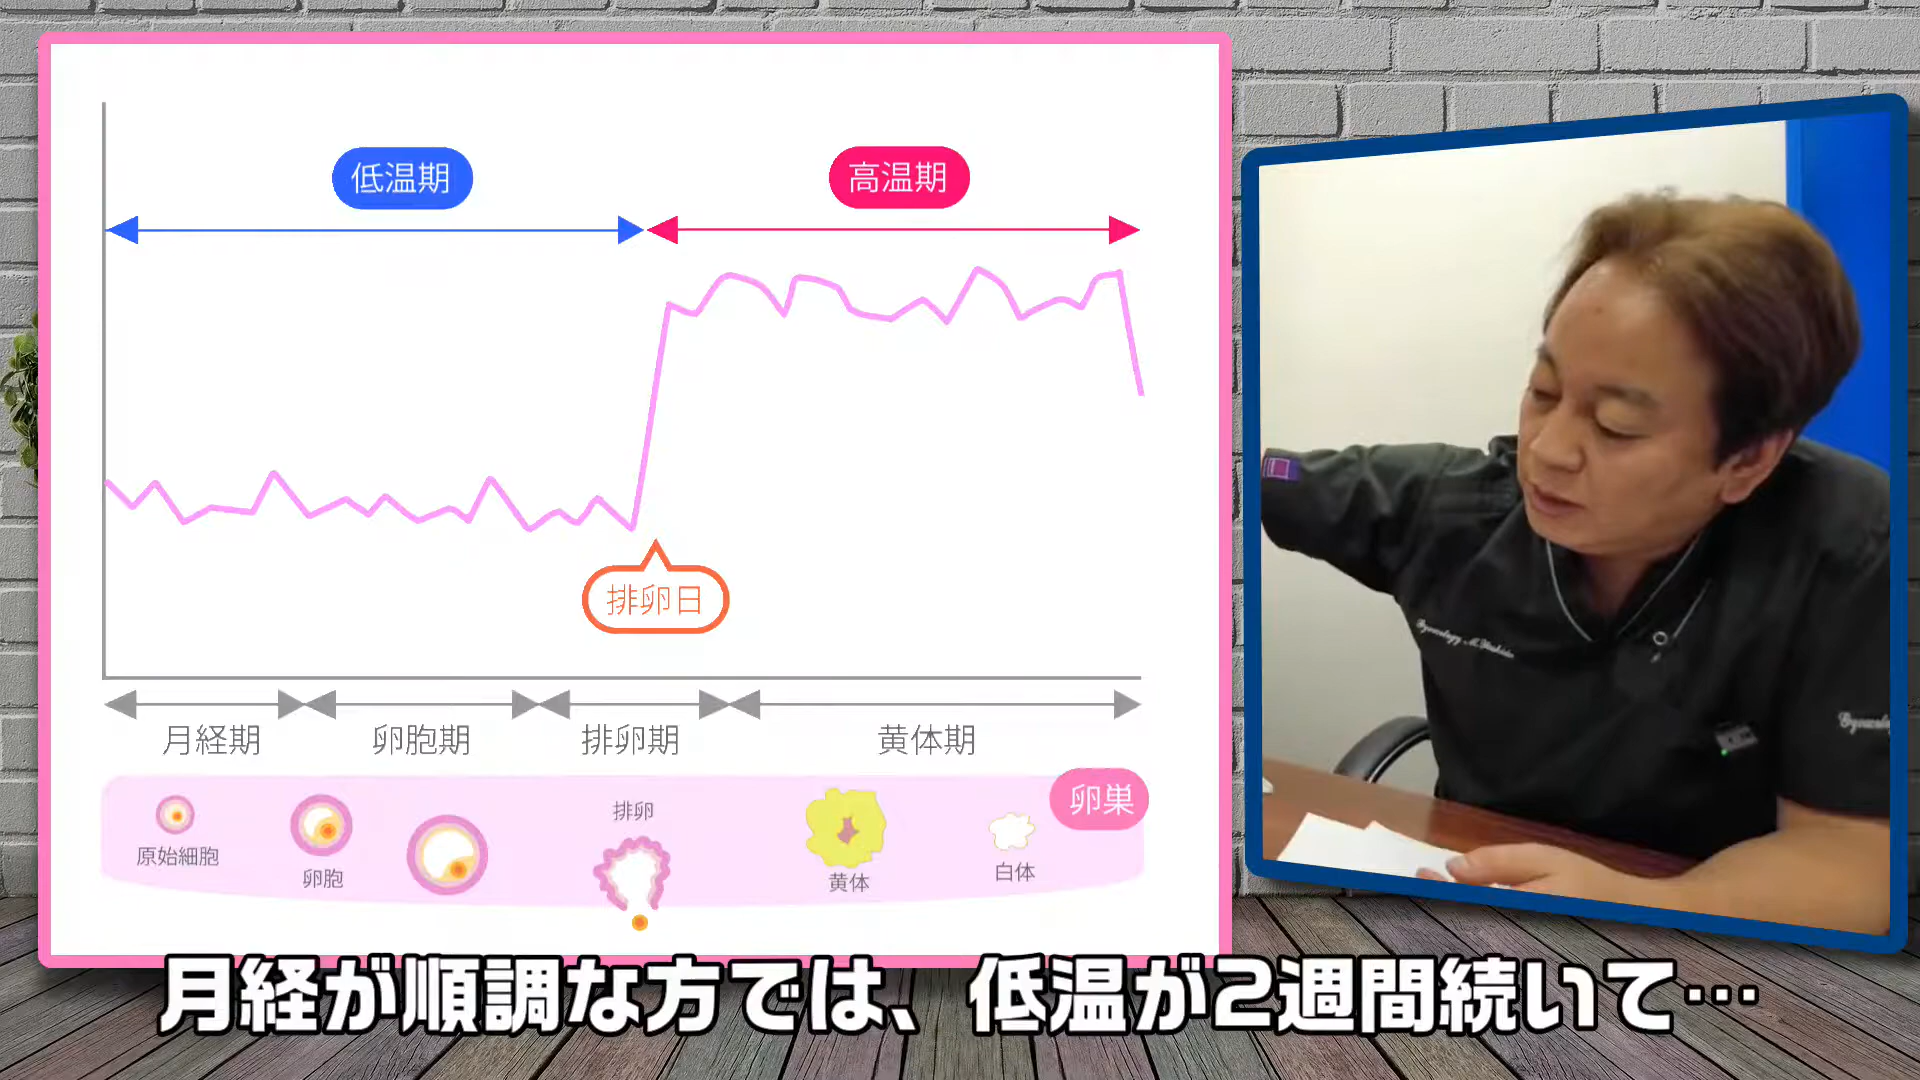 低温期
高温期
排卵日
月経期
卵胞期
排卵期
黄体期
卵巣
原始細胞
卵胞
排卵
黄体
白体
月経が順調な方では、低温が2週間続いて…